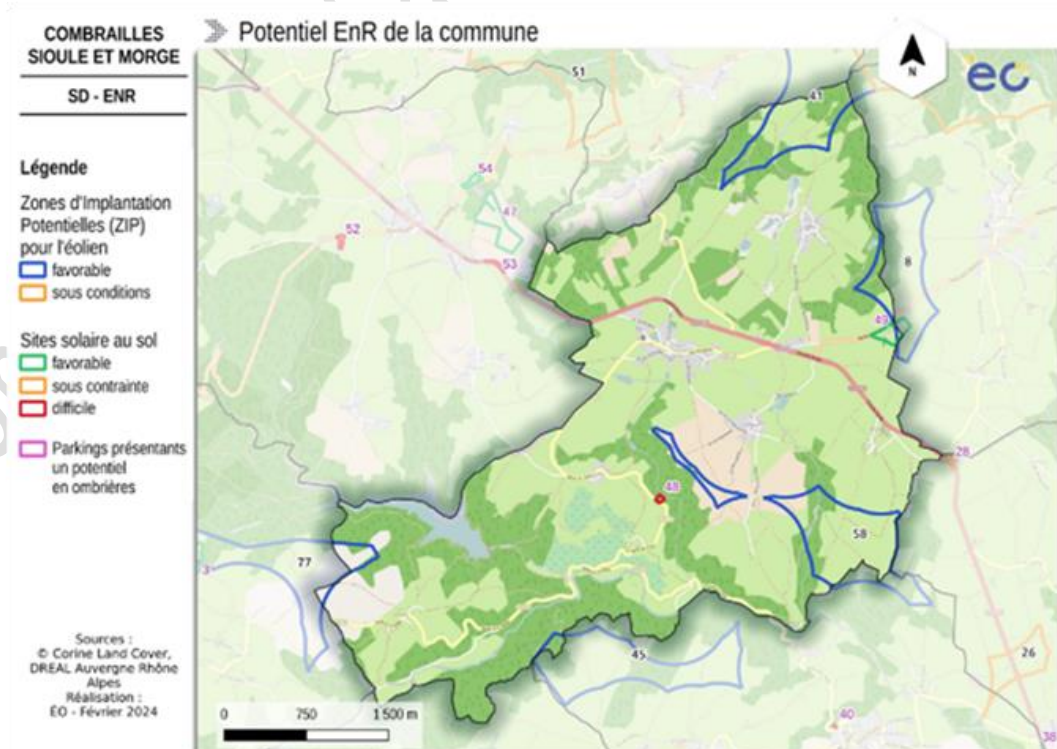 COMBRAILLES
SIOULE ET MORGE
SD - ENR
Potentiel EnR de la commune
N
eo
Légende
Zones d'Implantation
Potentielles (ZIP)
pour l'éolien
favorable
sous conditions
Sites solaire au sol
favorable
sous contrainte
difficile
Parkings présentants
un potentiel
en ombrières
Sources :
© Corine Land Cover,
DREAL Auvergne Rhône
Alpes
Réalisation :
ÉO - Février 2024
51
41
54
47
52
53
8
49
28
48
58
77
3
45
26
40
38
0 750 1 500 m